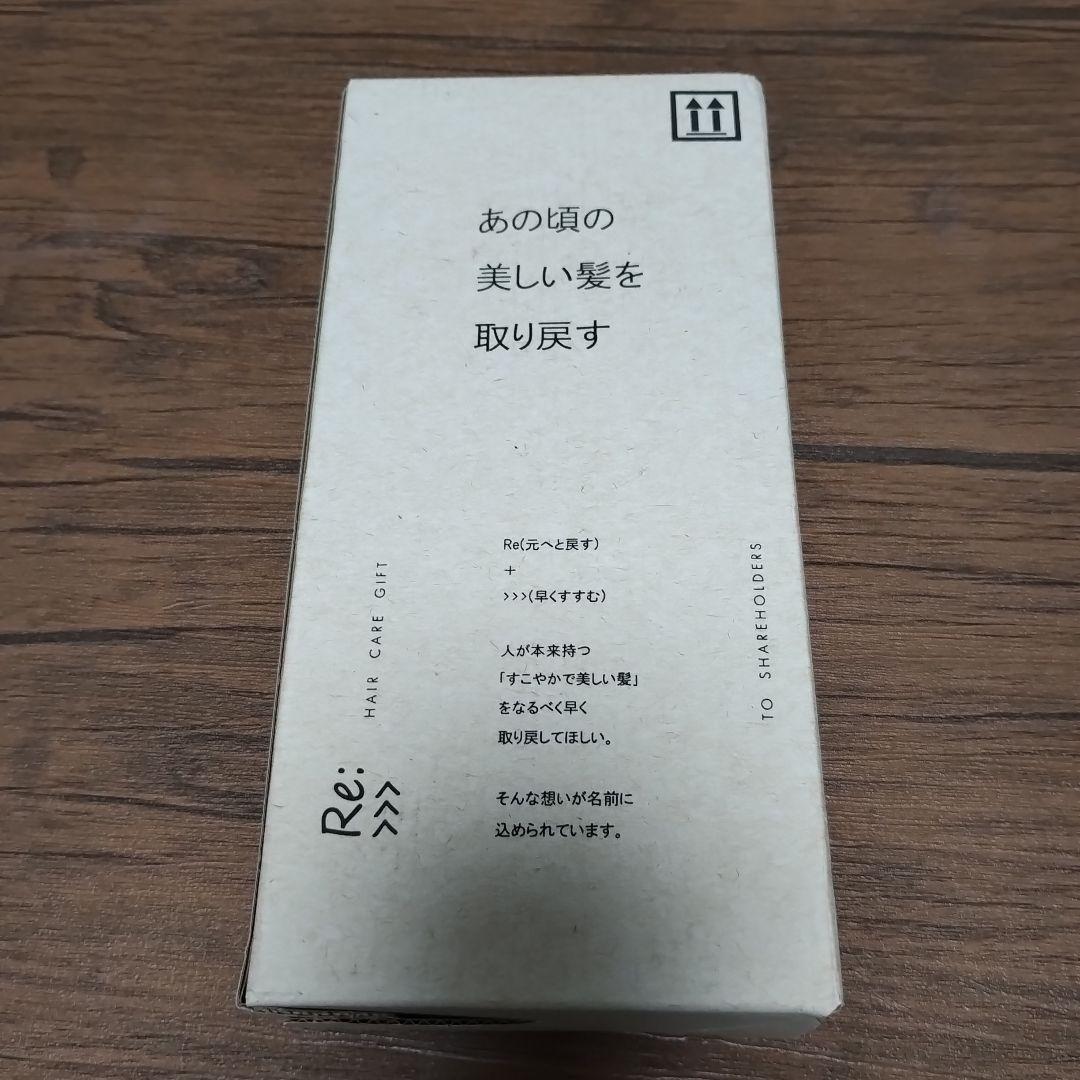 あの頃の
美しい髪を
取り戻す
Re(元へと戻す)
+
>>>(早くすすむ)
人が本来持つ
「すこやかで美しい髪」
をなるべく早く
取り戻してほしい。
そんな想いが名前に
込められています。
HAIR CARE GIFT
TO SHAREHOLDERS
Re:
>>>